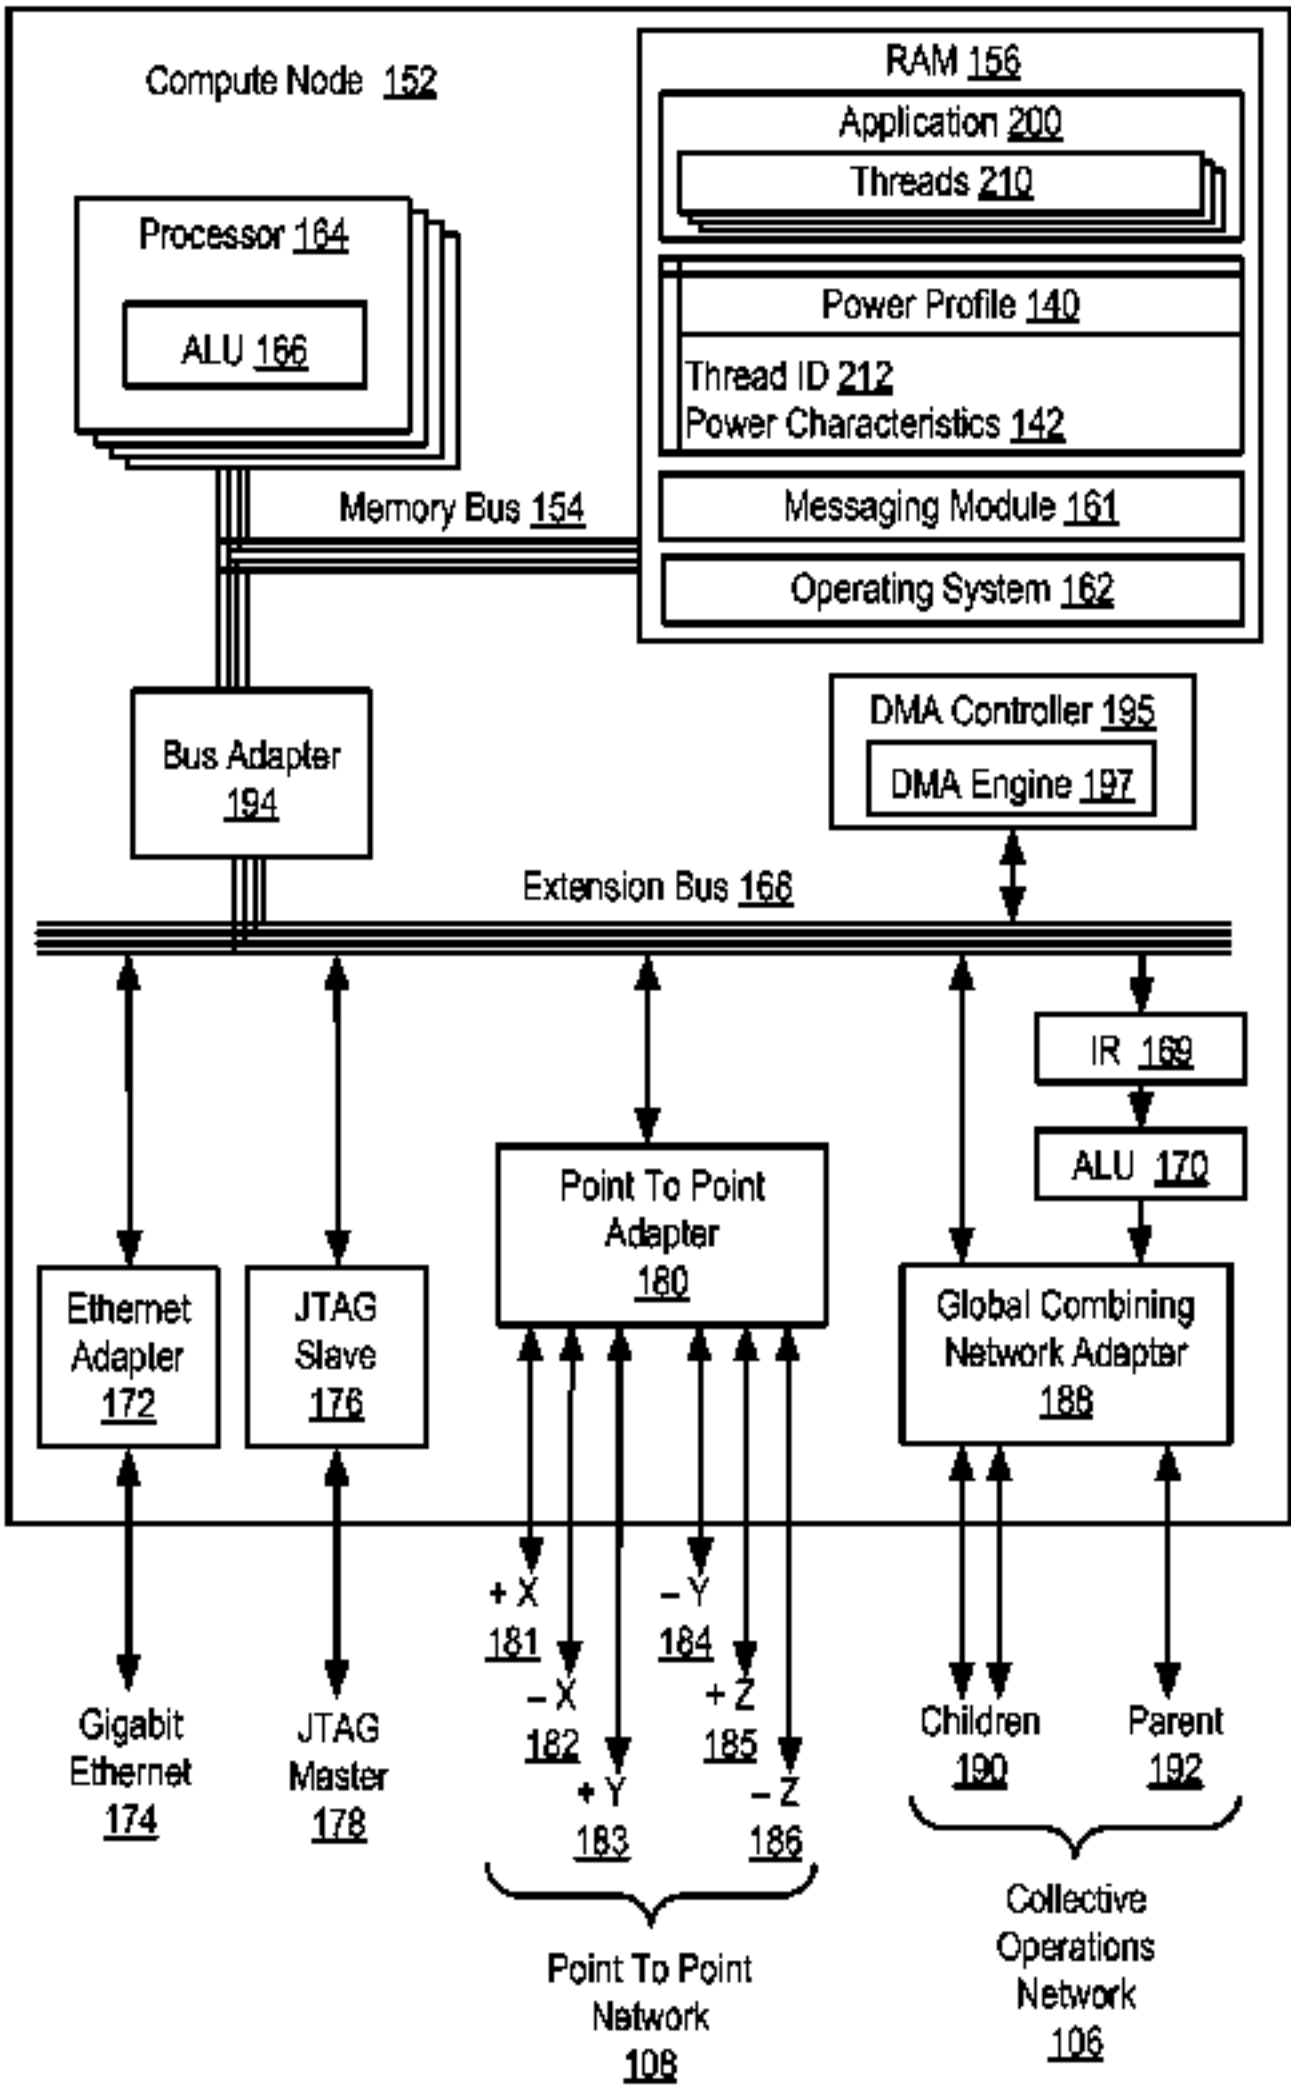 Compute Node 152
RAM 156
Application 200
Threads 210
Processor 164
ALU 166
Power Profile 140
Thread ID 212
Power Characteristics 142
Memory Bus 154
Messaging Module 161
Operating System 162
Bus Adapter
194
DMA Controller 195
DMA Engine 197
Extension Bus 168
IR 169
ALU 170
Point To Point
Adapter
180
Ethernet
Adapter
172
JTAG
Slave
176
Global Combining
Network Adapter
188
+ X
181
– X
182
+ Y
183
– Y
184
+ Z
185
– Z
186
Gigabit
Ethernet
174
JTAG
Master
178
Children
190
Parent
192
Point To Point
Network
108
Collective
Operations
Network
106